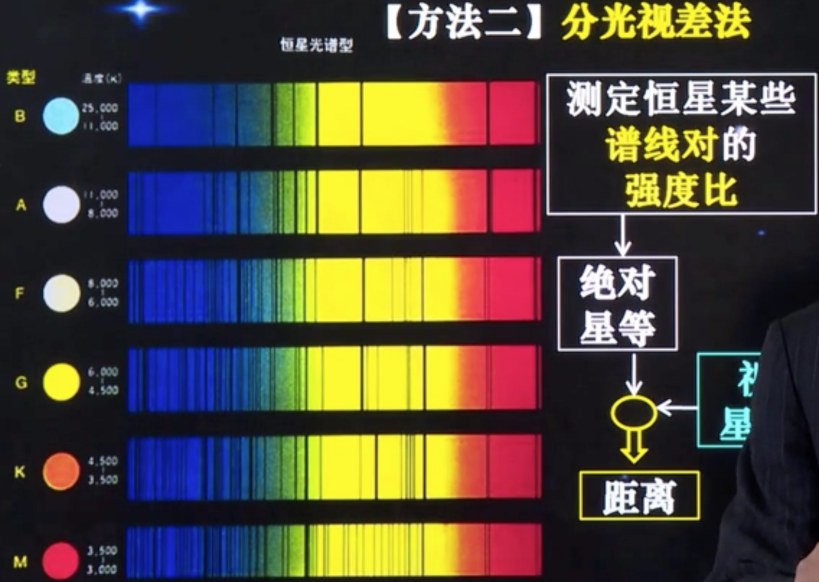 【方法二】分光视差法
恒星光谱型
类型 温度(K)
B 25,000
11,000
A 11,000
8,000
F 8,000
6,000
G 6,000
4,500
K 4,500
3,500
M 3,500
3,000
测定恒星某些
谱线对的
强度比
绝对
星等
距离